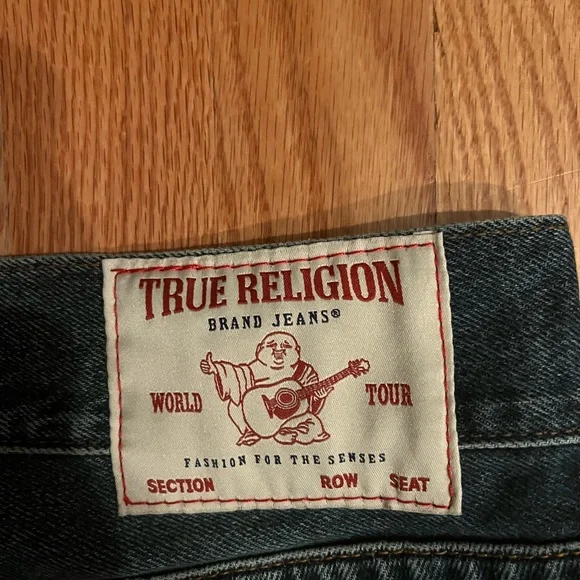 TRUE RELIGION
BRAND JEANS®
WORLD TOUR
FASHION FOR THE SENSES
SECTION ROW SEAT